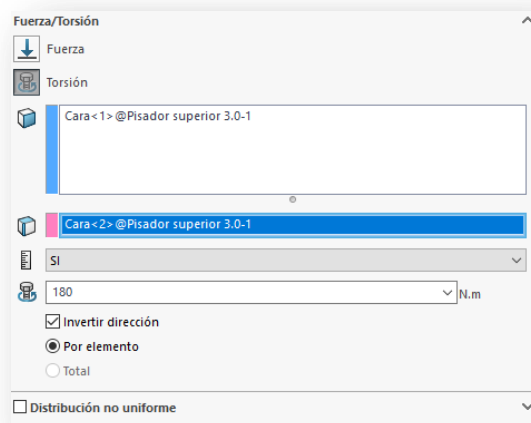 Fuerza/Torsión
Fuerza
Torsión
Cara<1>@Pisador superior 3.0-1
Cara<2>@Pisador superior 3.0-1
SI
180
N.m
Invertir dirección
Por elemento
Total
Distribución no uniforme